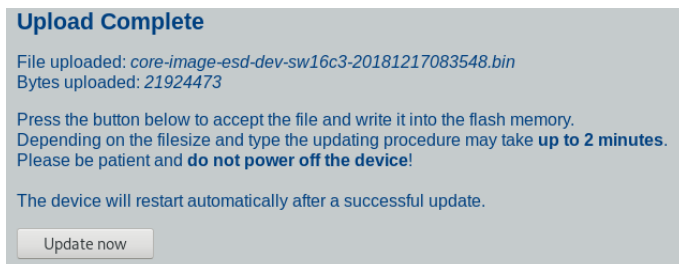 Upload Complete
File uploaded: core-image-esd-dev-sw16c3-20181217083548.bin
Bytes uploaded: 21924473
Press the button below to accept the file and write it into the flash memory.
Depending on the filesize and type the updating procedure may take up to 2 minutes.
Please be patient and do not power off the device!
The device will restart automatically after a successful update.
Update now